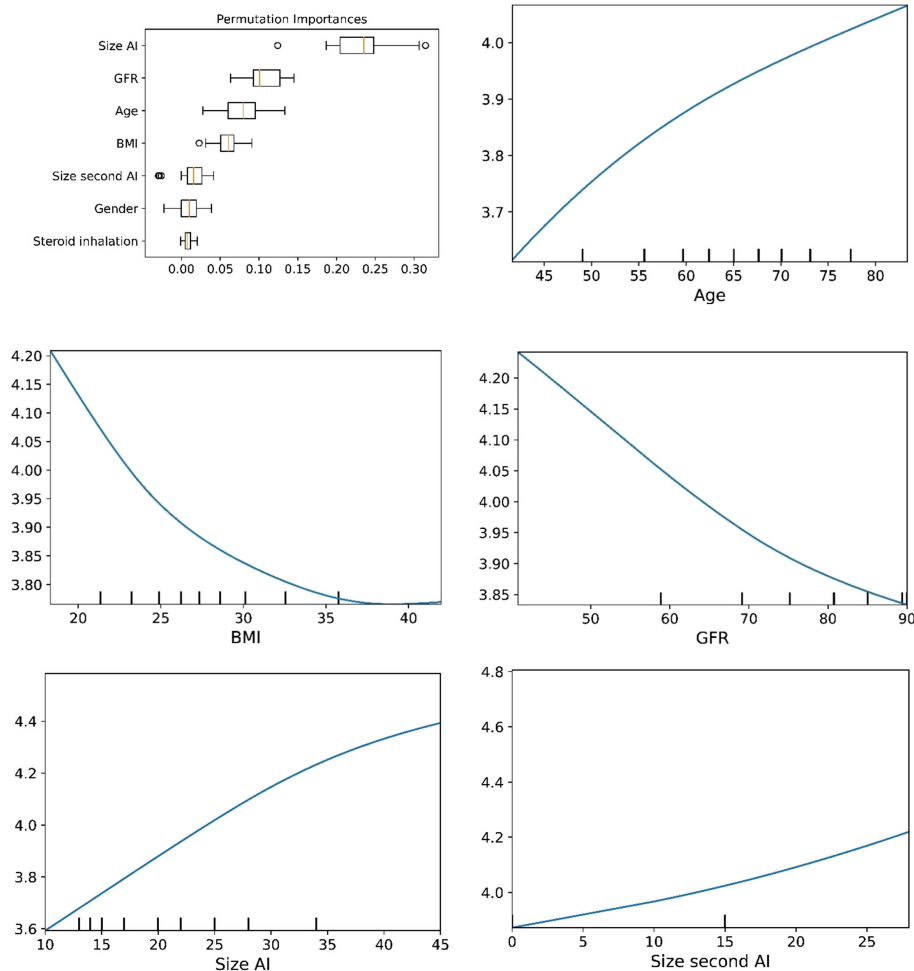 Permutation Importances
Size AI
GFR
Age
BMI
Size second AI
Gender
Steroid inhalation
0.00 0.05 0.10 0.15 0.20 0.25 0.30
4.0
3.9
3.8
3.7
45 50 55 60 65 70 75 80
Age
4.20
4.15
4.10
4.05
4.00
3.95
3.90
3.85
3.80
20 25 30 35 40
BMI
4.20
4.15
4.10
4.05
4.00
3.95
3.90
3.85
50 60 70 80 90
GFR
4.4
4.2
4.0
3.8
3.6
10 15 20 25 30 35 40 45
Size AI
4.8
4.6
4.4
4.2
4.0
0 5 10 15 20 25
Size second AI